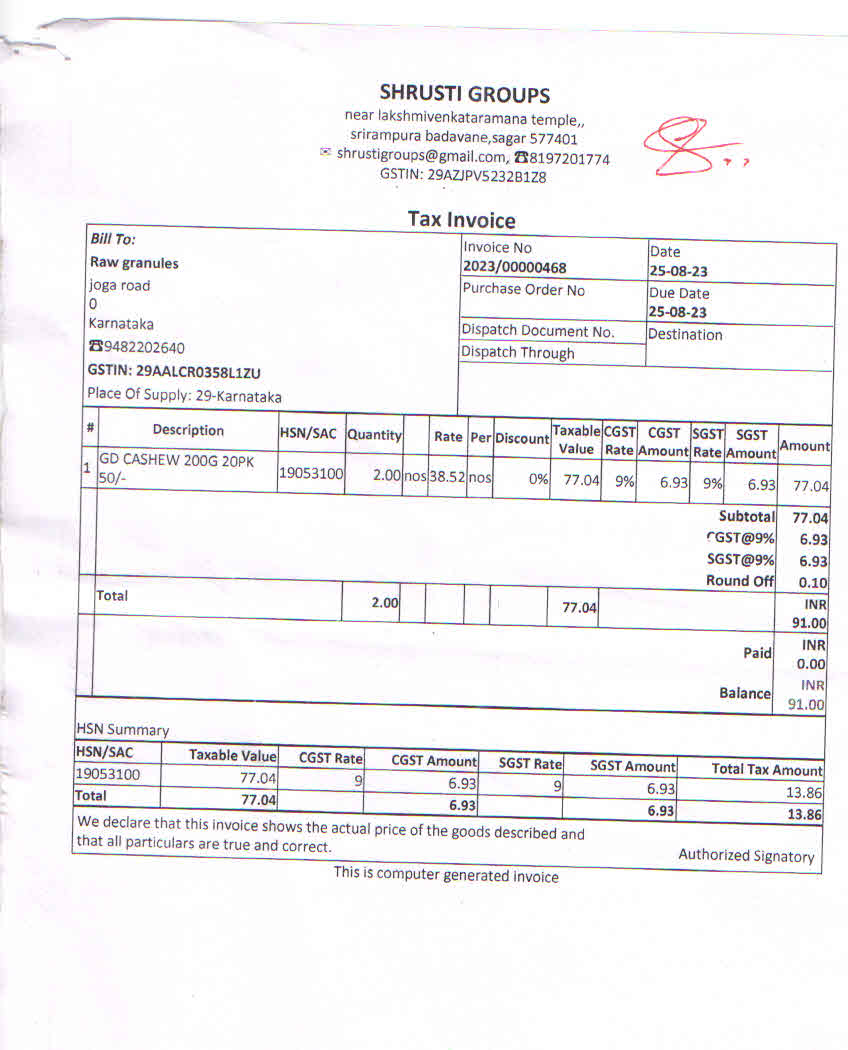 SHRUSTI GROUPS
near lakshmivenkataramana temple,,
srirampura badavane,sagar 577401
✉ shrustigroups@gmail.com, ☎8197201774
GSTIN: 29AZJPV5232B1Z8
Tax Invoice
Bill To:
Raw granules
joga road
0
Karnataka
☎9482202640
GSTIN: 29AALCR0358L1ZU
Place Of Supply: 29-Karnataka
Invoice No
2023/00000468
Date
25-08-23
Purchase Order No
Due Date
25-08-23
Dispatch Document No.
Destination
Dispatch Through
# Description HSN/SAC Quantity Rate Per Discount Taxable Value CGST Rate CGST Amount SGST Rate SGST Amount Amount
1 GD CASHEW 200G 20PK 50/- 19053100 2.00 nos 38.52 nos 0% 77.04 9% 6.93 9% 6.93 77.04
Subtotal 77.04
CGST@9% 6.93
SGST@9% 6.93
Round Off 0.10
Total 2.00 77.04 INR 91.00
Paid INR 0.00
Balance INR 91.00
HSN Summary
HSN/SAC Taxable Value CGST Rate CGST Amount SGST Rate SGST Amount Total Tax Amount
19053100 77.04 9 6.93 9 6.93 13.86
Total 77.04 6.93 6.93 13.86
We declare that this invoice shows the actual price of the goods described and
that all particulars are true and correct.
Authorized Signatory
This is computer generated invoice